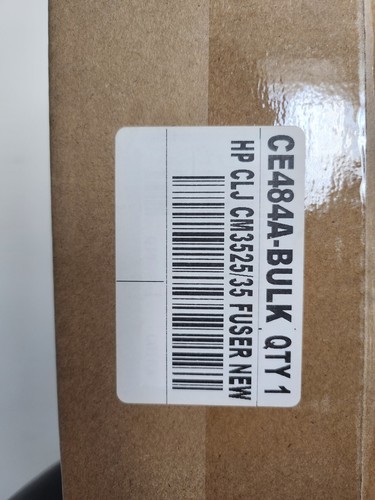 CE484A-BULK QTY 1
HP CLJ CM3525/35 FUSER NEW